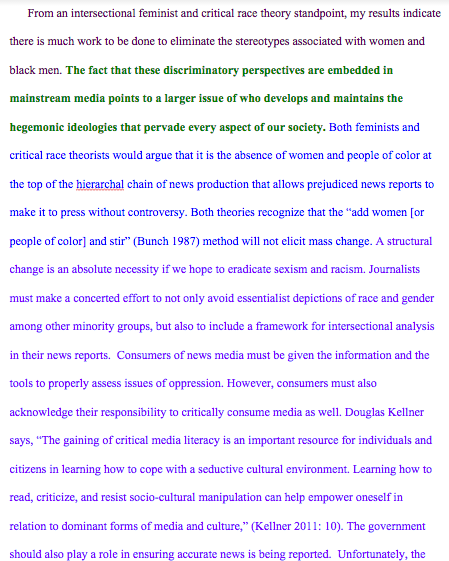 From an intersectional feminist and critical race theory standpoint, my results indicate
there is much work to be done to eliminate the stereotypes associated with women and
black men. The fact that these discriminatory perspectives are embedded in
mainstream media points to a larger issue of who develops and maintains the
hegemonic ideologies that pervade every aspect of our society. Both feminists and
critical race theorists would argue that it is the absence of women and people of color at
the top of the hierarchal chain of news production that allows prejudiced news reports to
make it to press without controversy. Both theories recognize that the “add women [or
people of color] and stir” (Bunch 1987) method will not elicit mass change. A structural
change is an absolute necessity if we hope to eradicate sexism and racism. Journalists
must make a concerted effort to not only avoid essentialist depictions of race and gender
among other minority groups, but also to include a framework for intersectional analysis
in their news reports.  Consumers of news media must be given the information and the
tools to properly assess issues of oppression. However, consumers must also
acknowledge their responsibility to critically consume media as well. Douglas Kellner
says, “The gaining of critical media literacy is an important resource for individuals and
citizens in learning how to cope with a seductive cultural environment. Learning how to
read, criticize, and resist socio-cultural manipulation can help empower oneself in
relation to dominant forms of media and culture,” (Kellner 2011: 10). The government
should also play a role in ensuring accurate news is being reported.  Unfortunately, the